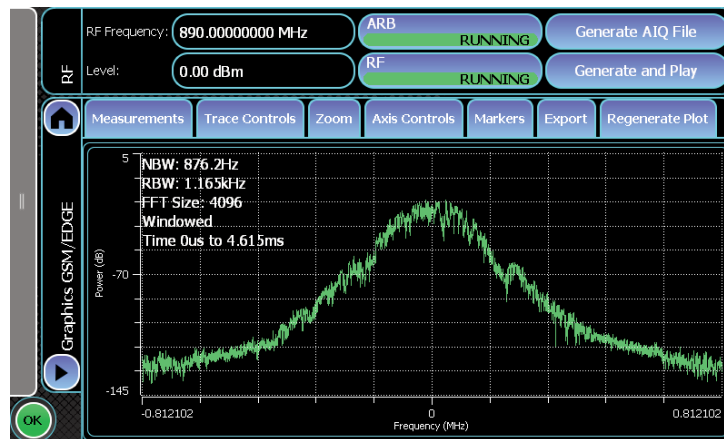 RF Frequency: 890.00000000 MHz
ARB
RUNNING
Generate AIQ File
Level: 0.00 dBm
RF
RUNNING
Generate and Play
RF
Measurements Trace Controls Zoom Axis Controls Markers Export Regenerate Plot
Graphics GSM/EDGE
NBW: 876.2Hz
RBW: 1.165kHz
FFT Size: 4096
Windowed
Time 0us to 4.615ms
Power (dB)
5
-70
-145
-0.812102 0 0.812102
Frequency (MHz)
OK